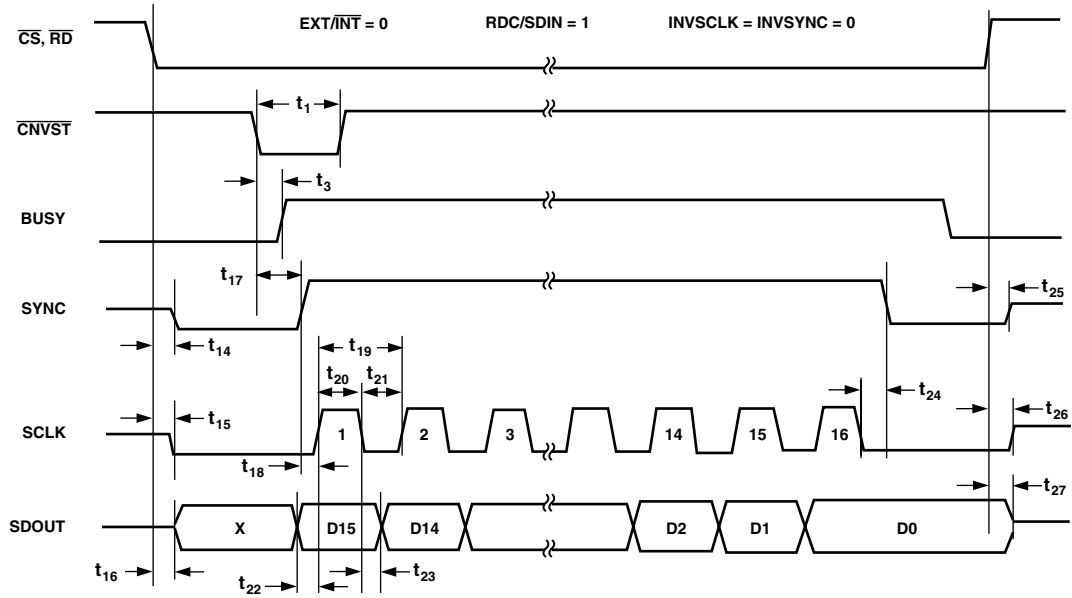 EXT/INT = 0 RDC/SDIN = 1 INVSCLK = INVSYNC = 0
CS, RD
t1
CNVST
t3
BUSY
t17
SYNC
t25
t14
t19
t20 t21
t24
t15
t26
SCLK
1 2 3 14 15 16
t18
t27
SDOUT
X D15 D14 D2 D1 D0
t16
t22
t23